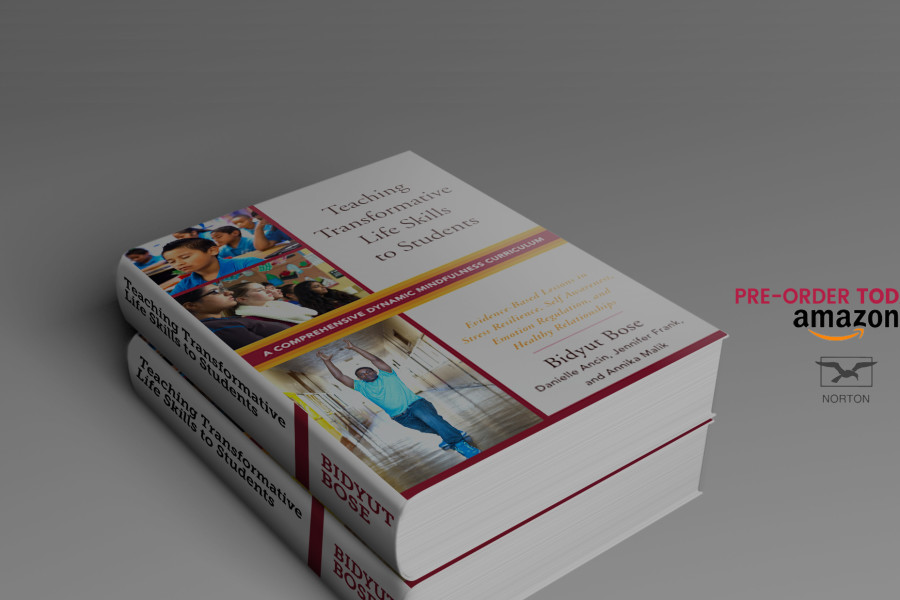 Teaching
Transformative
Life Skills
to Students
A COMPREHENSIVE DYNAMIC MINDFULNESS CURRICULUM
Evidence-Based Lessons on
Stress Resilience, Self-Awareness,
Emotion Regulation, and
Healthy Relationships
Bidyut Bose
Danielle Ancin, Jennifer Frank,
and Annika Malik
Teaching Transformative
Life Skills to Students
BIDYUT
BOSE
Teaching Transformative
Life Skills to Students
BIDYUT
BOSE
PRE-ORDER TOD
amazon
NORTON